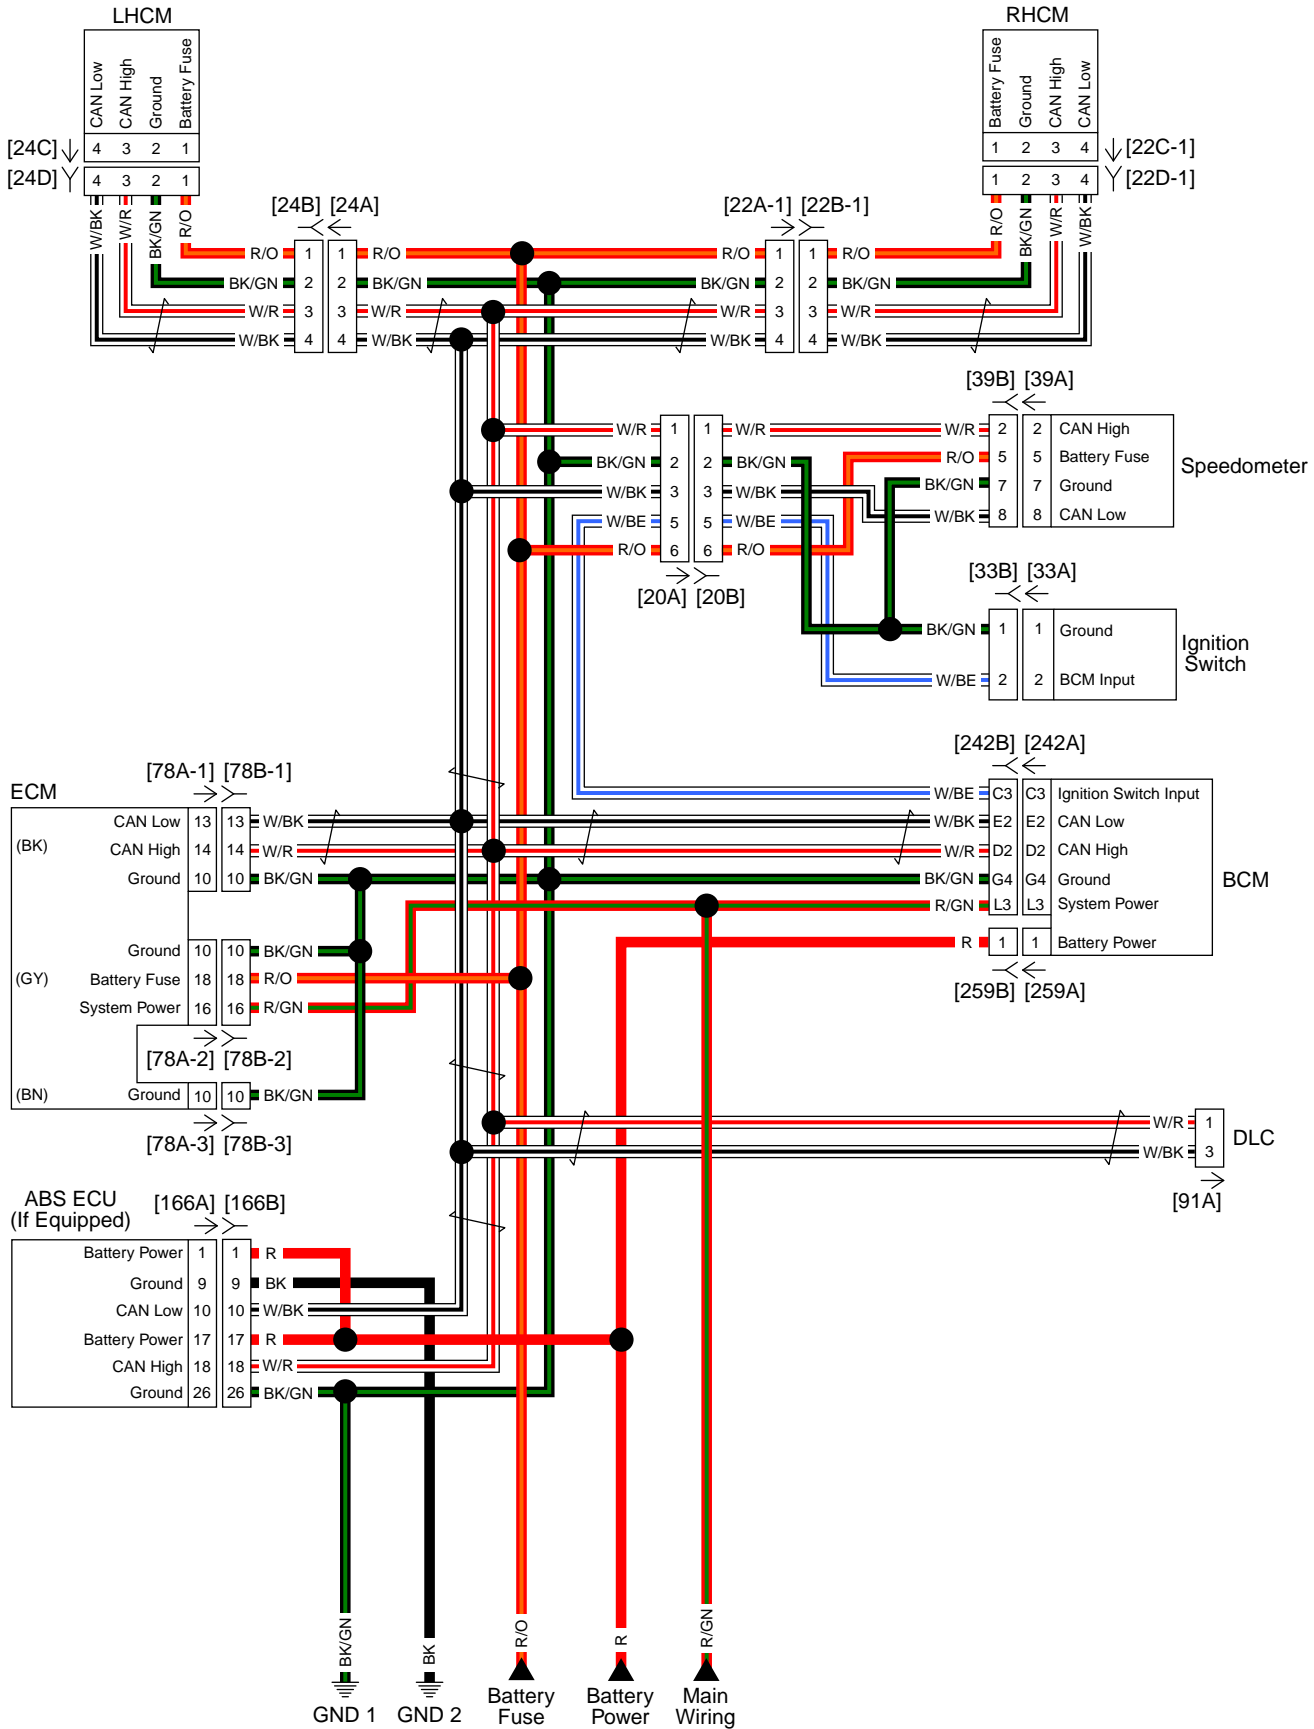 LHCM
RHCM
CAN Low
CAN High
Ground
Battery Fuse
Battery Fuse
Ground
CAN High
CAN Low
[24C] 4 3 2 1
1 2 3 4 [22C-1]
[24D] 4 3 2 1
1 2 3 4 [22D-1]
W/BK W/R BK/GN R/O
R/O BK/GN W/R W/BK
[24B] [24A]
[22A-1] [22B-1]
R/O 1 1 R/O R/O 1 1 R/O
BK/GN 2 2 BK/GN BK/GN 2 2 BK/GN
W/R 3 3 W/R W/R 3 3 W/R
W/BK 4 4 W/BK W/BK 4 4 W/BK
[39B] [39A]
W/R 1 1 W/R W/R 2 2 CAN High
BK/GN 2 2 BK/GN R/O 5 5 Battery Fuse
Speedometer
W/BK 3 3 W/BK BK/GN 7 7 Ground
W/BE 5 5 W/BE W/BK 8 8 CAN Low
R/O 6 6 R/O
[20A] [20B]
[33B] [33A]
BK/GN 1 1 Ground
Ignition
Switch
W/BE 2 2 BCM Input
[242B] [242A]
[78A-1] [78B-1]
ECM
W/BE C3 C3 Ignition Switch Input
(BK)
CAN Low 13 13 W/BK W/BK E2 E2 CAN Low
CAN High 14 14 W/R W/R D2 D2 CAN High
Ground 10 10 BK/GN BK/GN G4 G4 Ground
BCM
R/GN L3 L3 System Power
R 1 1 Battery Power
Ground 10 10 BK/GN
(GY)
Battery Fuse 18 18 R/O
[259B] [259A]
System Power 16 16 R/GN
[78A-2] [78B-2]
(BN)
Ground 10 10 BK/GN
[78A-3] [78B-3]
W/R 1
DLC
W/BK 3
[91A]
ABS ECU
(If Equipped)
[166A] [166B]
Battery Power 1 1 R
Ground 9 9 BK
CAN Low 10 10 W/BK
Battery Power 17 17 R
CAN High 18 18 W/R
Ground 26 26 BK/GN
BK/GN BK R/O R R/GN
GND 1
GND 2
Battery
Fuse
Battery
Power
Main
Wiring